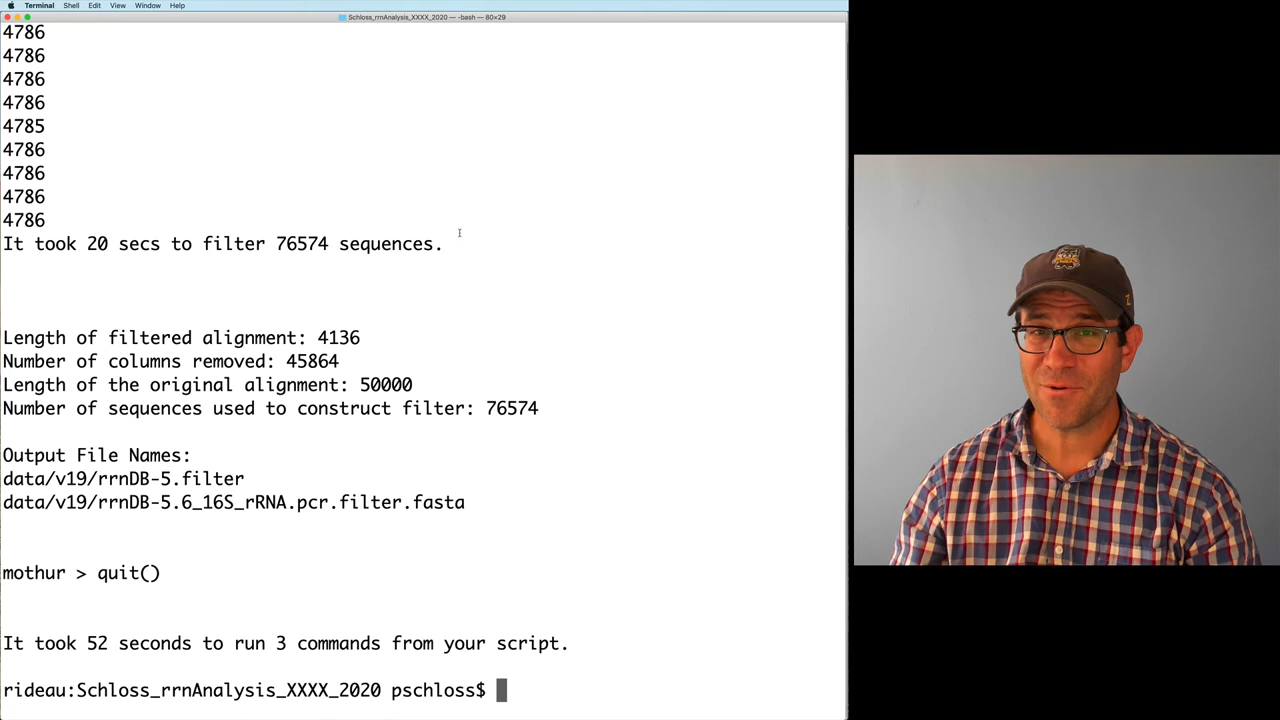 Terminal Shell Edit View Window Help
Schloss_rrnAnalysis_XXXX_2020 — -bash — 80×29
4786
4786
4786
4786
4785
4786
4786
4786
4786
It took 20 secs to filter 76574 sequences.
Length of filtered alignment: 4136
Number of columns removed: 45864
Length of the original alignment: 50000
Number of sequences used to construct filter: 76574
Output File Names:
data/v19/rrnDB-5.filter
data/v19/rrnDB-5.6_16S_rRNA.pcr.filter.fasta
mothur > quit()
It took 52 seconds to run 3 commands from your script.
rideau:Schloss_rrnAnalysis_XXXX_2020 pschloss$